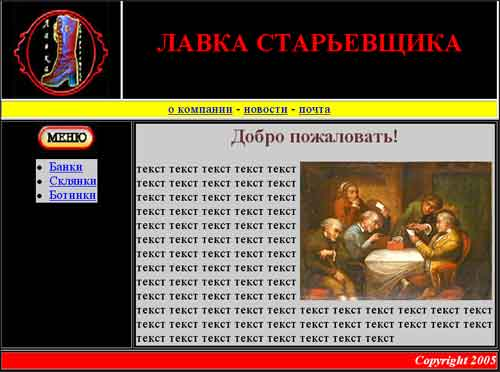 Лавка
ЛАВКА СТАРЬЕВЩИКА
о компании - новости - почта
МЕНЮ
Банки
Склянки
Ботинки
Добро пожаловать!
текст текст текст текст текст
текст текст текст текст текст
текст текст текст текст текст
текст текст текст текст текст
текст текст текст текст текст
текст текст текст текст текст
текст текст текст текст текст
текст текст текст текст текст
текст текст текст текст текст
текст текст текст текст текст
текст текст текст текст текст текст текст текст текст текст текст
текст текст текст текст текст текст текст текст текст текст текст
текст текст текст текст текст текст текст текст
Copyright 2005